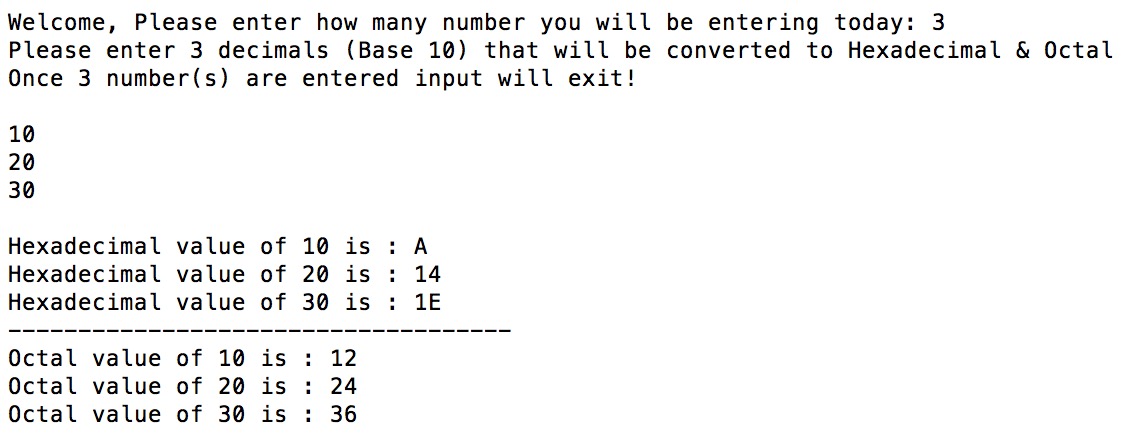 Welcome, Please enter how many number you will be entering today: 3
Please enter 3 decimals (Base 10) that will be converted to Hexadecimal & Octal
Once 3 number(s) are entered input will exit!
10
20
30
Hexadecimal value of 10 is : A
Hexadecimal value of 20 is : 14
Hexadecimal value of 30 is : 1E
------------------------------------
Octal value of 10 is : 12
Octal value of 20 is : 24
Octal value of 30 is : 36